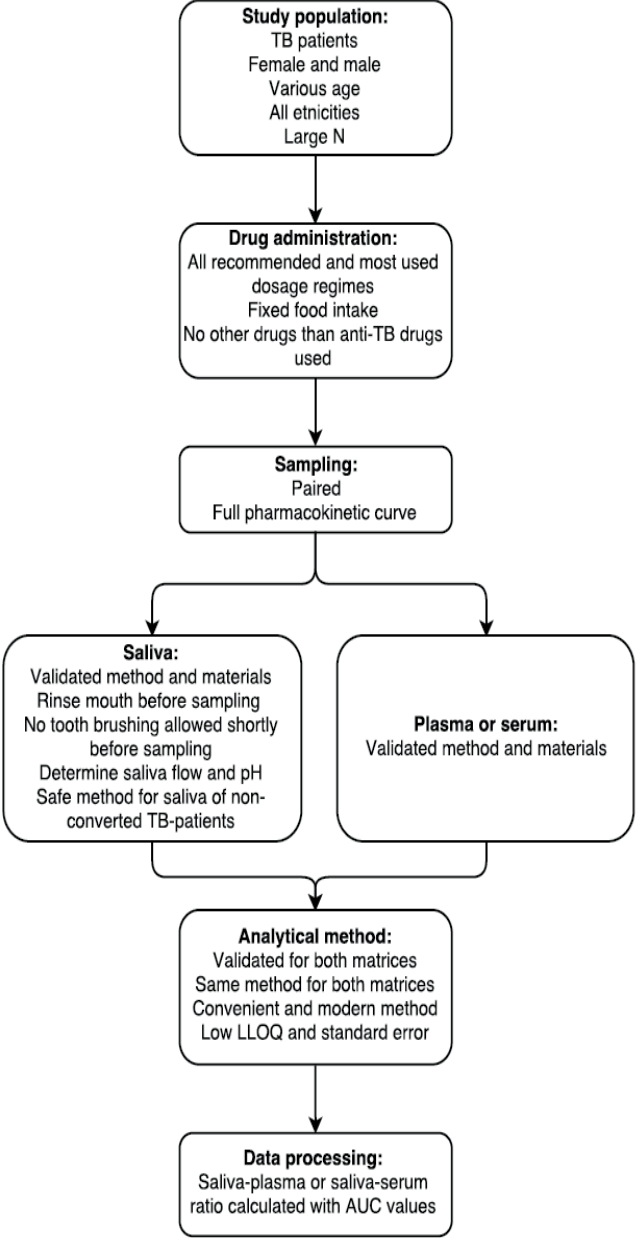 Study population:
TB patients
Female and male
Various age
All etnicities
Large N
Drug administration:
All recommended and most used
dosage regimes
Fixed food intake
No other drugs than anti-TB drugs
used
Sampling:
Paired
Full pharmacokinetic curve
Saliva:
Validated method and materials
Rinse mouth before sampling
No tooth brushing allowed shortly
before sampling
Determine saliva flow and pH
Safe method for saliva of non-
converted TB-patients
Plasma or serum:
Validated method and materials
Analytical method:
Validated for both matrices
Same method for both matrices
Convenient and modern method
Low LLOQ and standard error
Data processing:
Saliva-plasma or saliva-serum
ratio calculated with AUC values